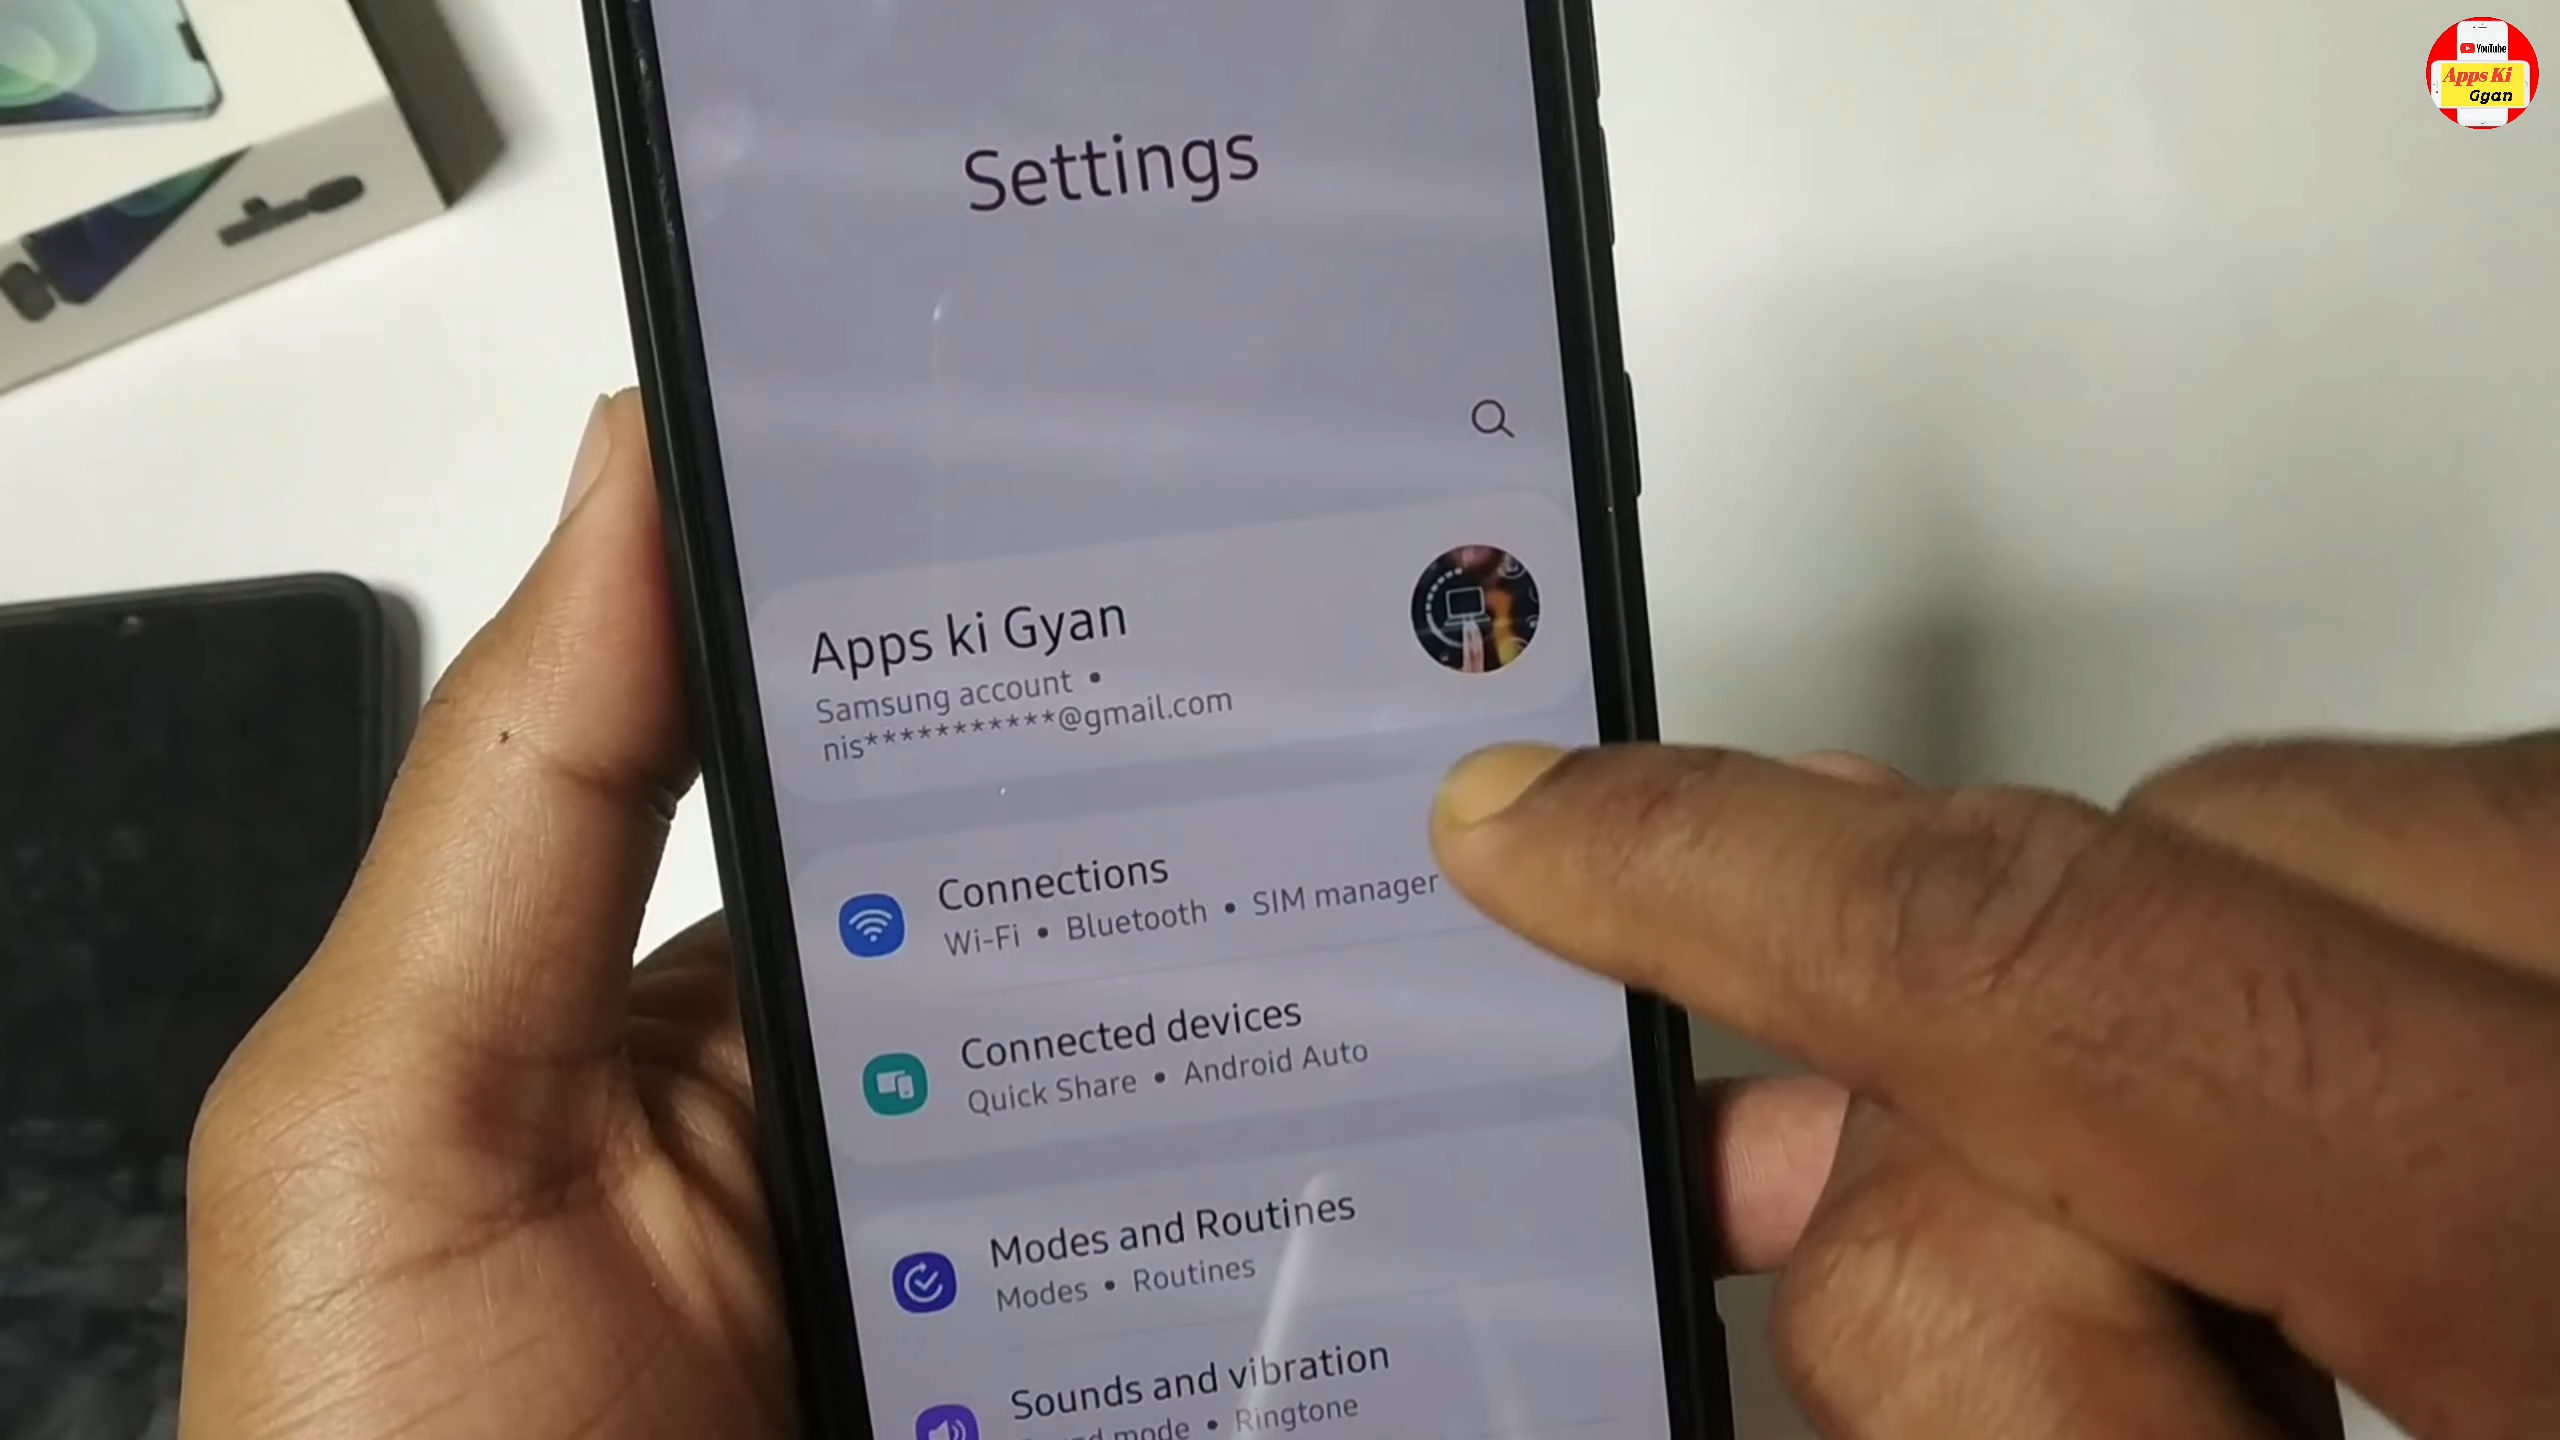 YouTube
Apps Ki
Ggan
Settings
Apps ki Gyan
Samsung account •
nis***********@gmail.com
Connections
Wi-Fi • Bluetooth • SIM manager
Connected devices
Quick Share • Android Auto
Modes and Routines
Modes • Routines
Sounds and vibration
mode • Ringtone